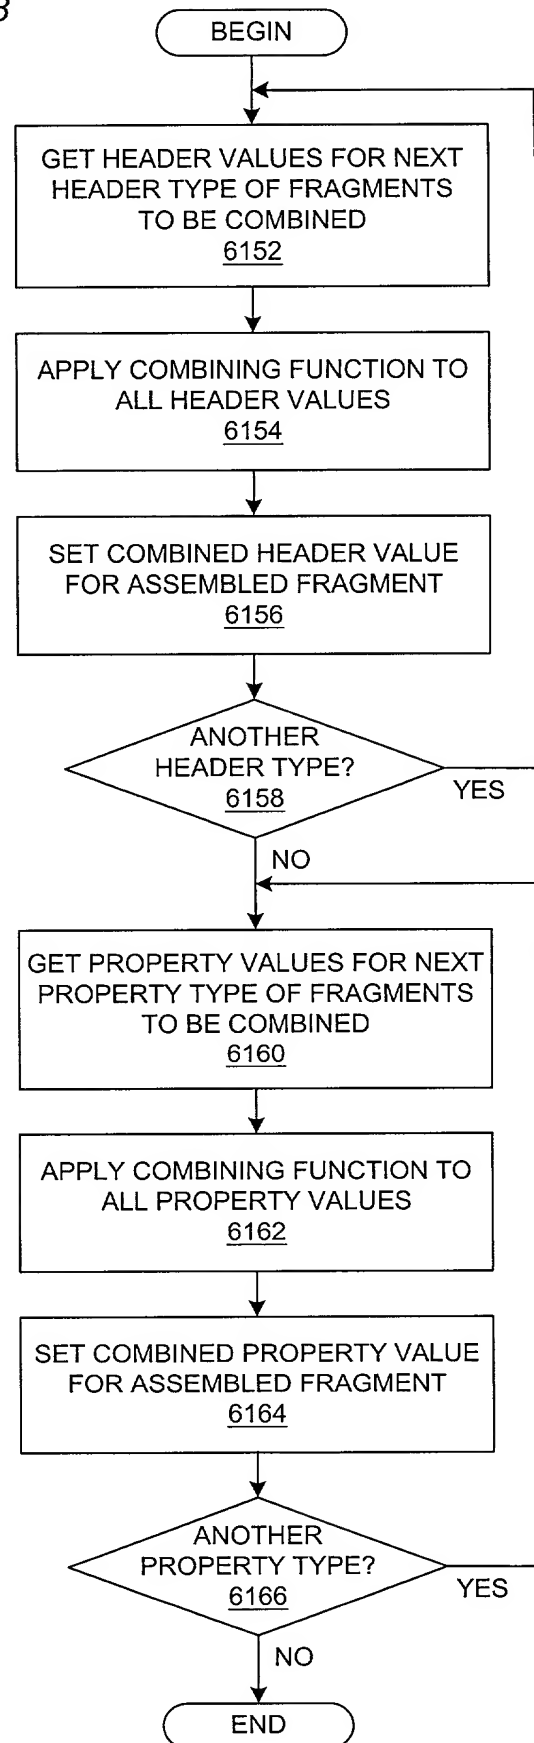 BEGIN
GET HEADER VALUES FOR NEXT
HEADER TYPE OF FRAGMENTS
TO BE COMBINED
6152
APPLY COMBINING FUNCTION TO
ALL HEADER VALUES
6154
SET COMBINED HEADER VALUE
FOR ASSEMBLED FRAGMENT
6156
ANOTHER
HEADER TYPE?
6158
YES
NO
GET PROPERTY VALUES FOR NEXT
PROPERTY TYPE OF FRAGMENTS
TO BE COMBINED
6160
APPLY COMBINING FUNCTION TO
ALL PROPERTY VALUES
6162
SET COMBINED PROPERTY VALUE
FOR ASSEMBLED FRAGMENT
6164
ANOTHER
PROPERTY TYPE?
6166
YES
NO
END